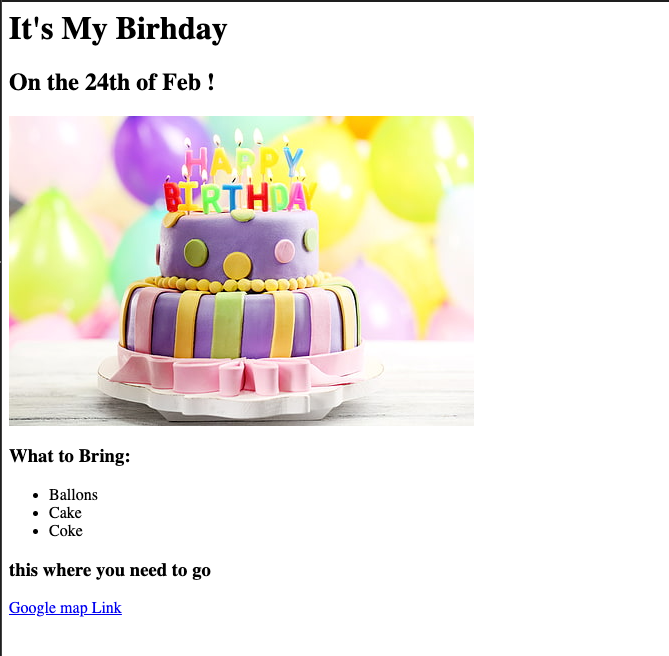 It's My Birhday
On the 24th of Feb !
HAPPY
BIRTHDAY
What to Bring:
Ballons
Cake
Coke
this where you need to go
Google map Link